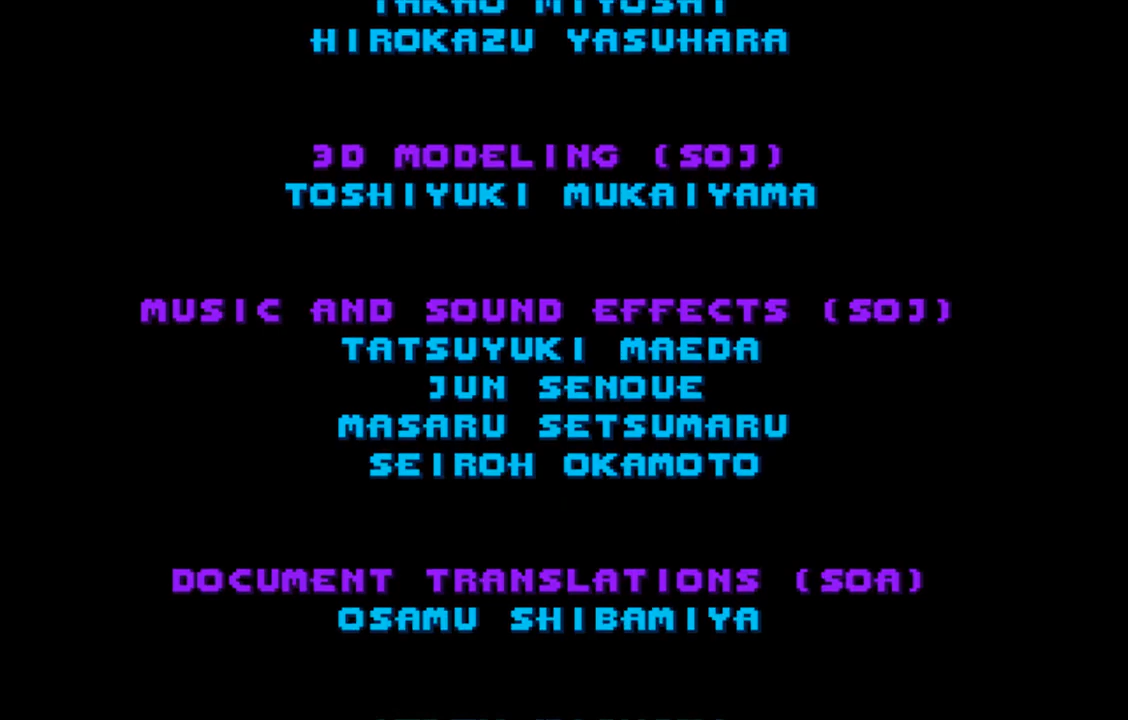 HIROKAZU YASUHARA
3D MODELING (SOJ)
TOSHIYUKI MUKAIYAMA
MUSIC AND SOUND EFFECTS (SOJ)
TATSUYUKI MAEDA
JUN SENOUE
MASARU SETSUMARU
SEIROH OKAMOTO
DOCUMENT TRANSLATIONS (SOA)
OSAMU SHIBAMIYA